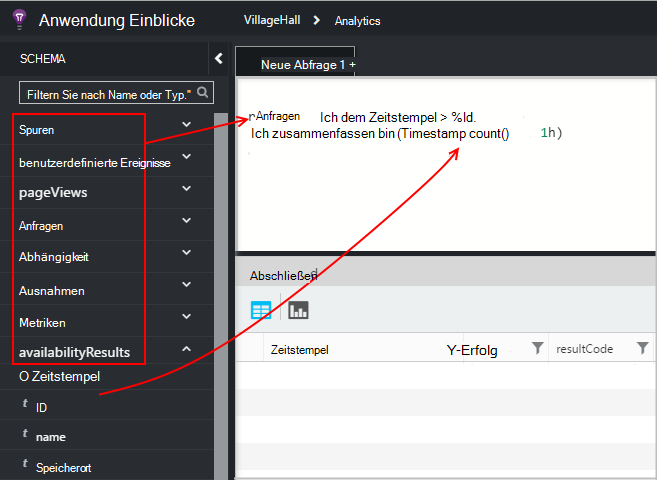 Anwendung Einblicke
VillageHall > Analytics
SCHEMA
Neue Abfrage 1 +
Filtern Sie nach Name oder Typ."
Spuren
benutzerdefinierte Ereignisse
pageViews
Anfragen
Abhängigkeit
Ausnahmen
Metriken
availabilityResults
O Zeitstempel
t ID
t name
t Speicherort
Anfragen Ich dem Zeitstempel > %Id.
Ich zusammenfassen bin (Timestamp count() 1h)
Abschließen
Zeitstempel Y-Erfolg resultCode